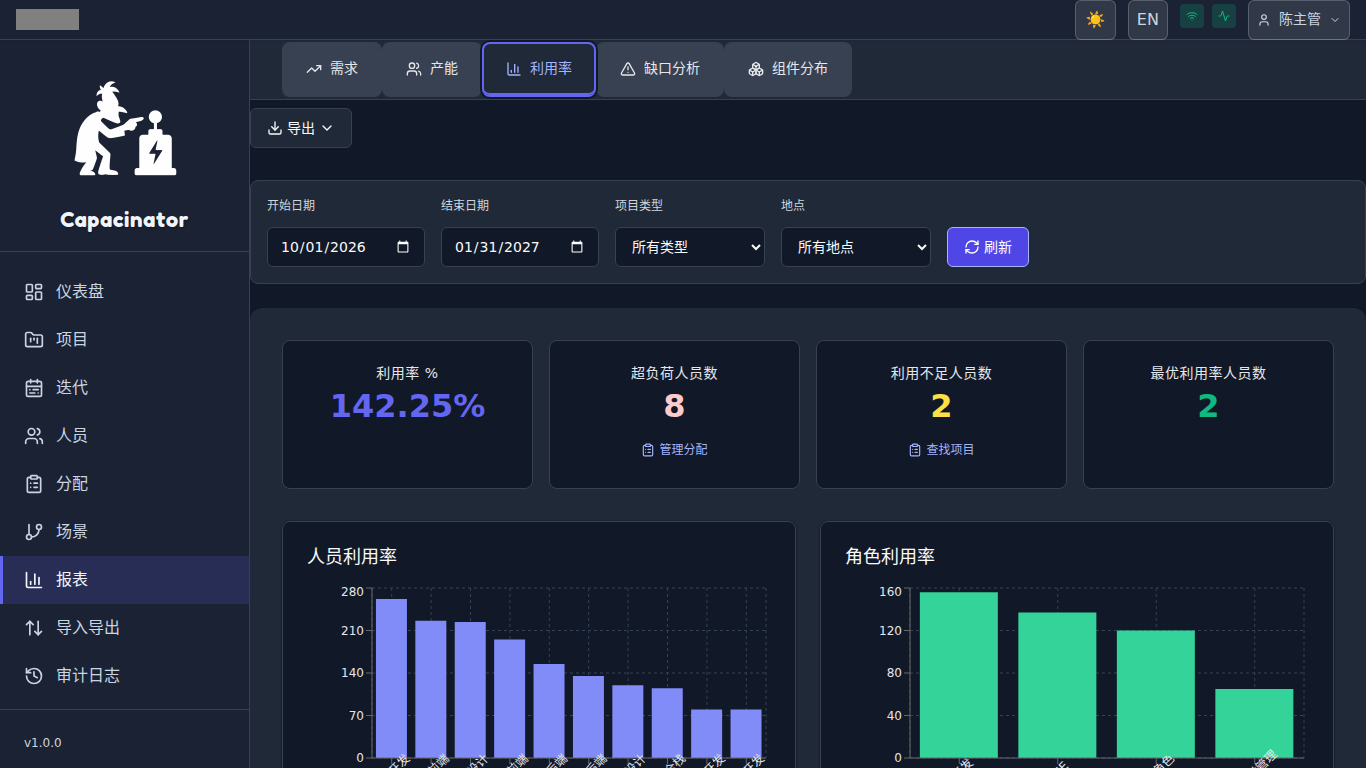 EN
陈主管
Capacinator
仪表盘
项目
迭代
人员
分配
场景
报表
导入导出
审计日志
v1.0.0
需求
产能
利用率
缺口分析
组件分布
导出
开始日期
结束日期
项目类型
地点
10/01/2026
01/31/2027
所有类型
所有地点
刷新
利用率 %
142.25%
超负荷人员数
8
管理分配
利用不足人员数
2
查找项目
最优利用率人员数
2
人员利用率
280
210
140
70
0
角色利用率
160
120
80
40
0